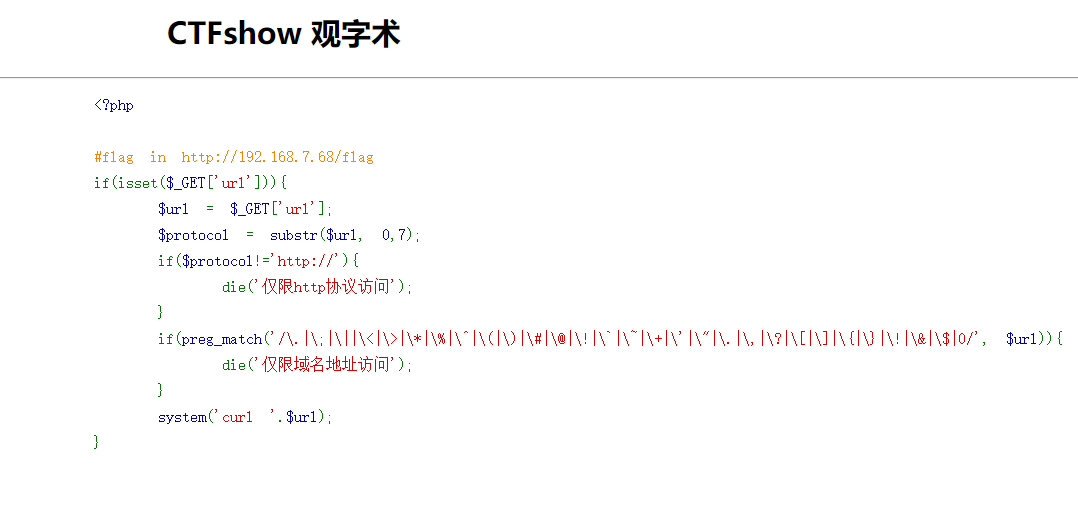 CTFshow 观字术
<?php
#flag in http://192.168.7.68/flag
if(isset($_GET['url'])){
$url = $_GET['url'];
$protocol = substr($url, 0,7);
if($protocol!='http://'){
die('仅限http协议访问');
}
if(preg_match('/\.|\;|\||\<|\>|\*|\%|\^|\(|\)|\#|\@|\!|\`|\~|\+|\'|\"|\.|\,|\?|\[|\]|\{|\}|\!|\&|\$|0/', $url)){
die('仅限域名地址访问');
}
system('curl '.$url);
}